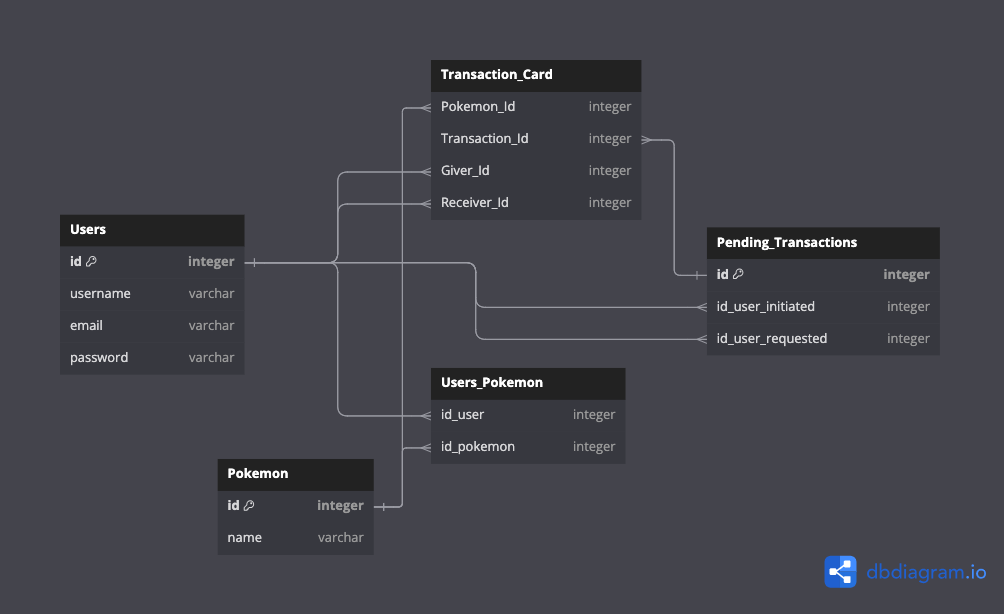 Transaction_Card
Pokemon_Id integer
Transaction_Id integer
Giver_Id integer
Receiver_Id integer
Users
id integer
username varchar
email varchar
password varchar
Pending_Transactions
id integer
id_user_initiated integer
id_user_requested integer
Users_Pokemon
id_user integer
id_pokemon integer
Pokemon
id integer
name varchar
dbdiagram.io